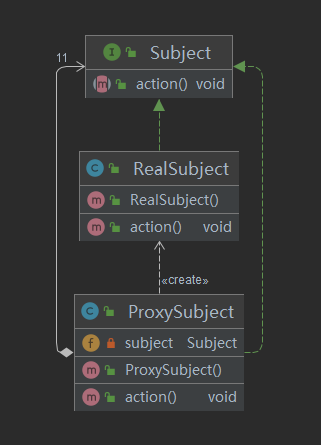 Subject
action() void
11
RealSubject
RealSubject()
action() void
«create»
ProxySubject
subject Subject
ProxySubject()
action() void